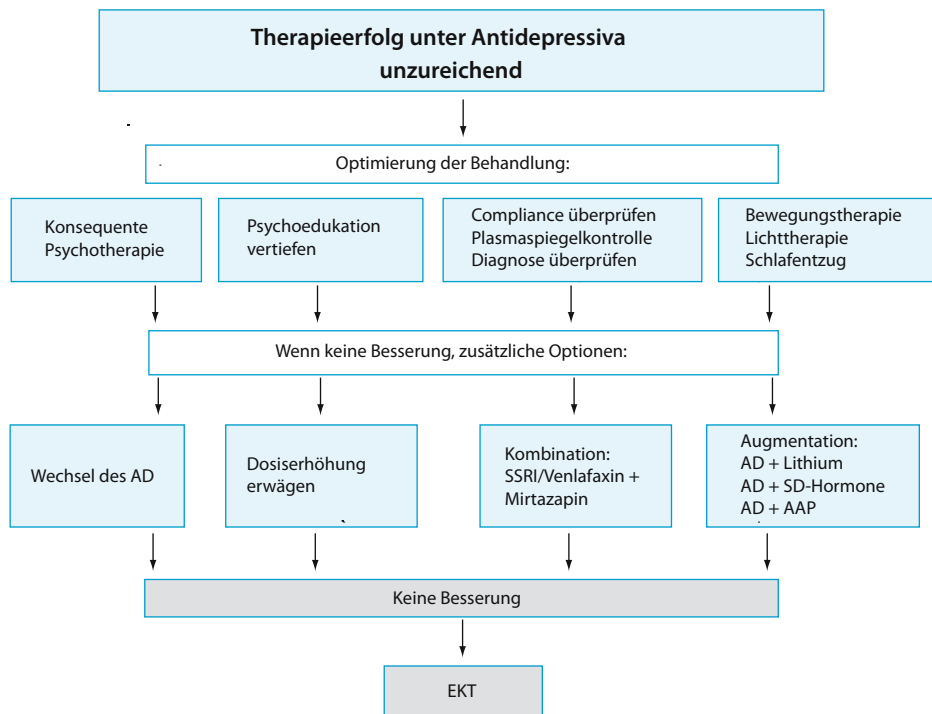 Therapieerfolg unter Antidepressiva
unzureichend
Optimierung der Behandlung:
Konsequente
Psychotherapie
Psychoedukation
vertiefen
Compliance überprüfen
Plasmaspiegelkontrolle
Diagnose überprüfen
Bewegungstherapie
Lichttherapie
Schlafentzug
Wenn keine Besserung, zusätzliche Optionen:
Wechsel des AD
Dosiserhöhung
erwägen
Kombination:
SSRI/Venlafaxin +
Mirtazapin
Augmentation:
AD + Lithium
AD + SD-Hormone
AD + AAP
Keine Besserung
EKT